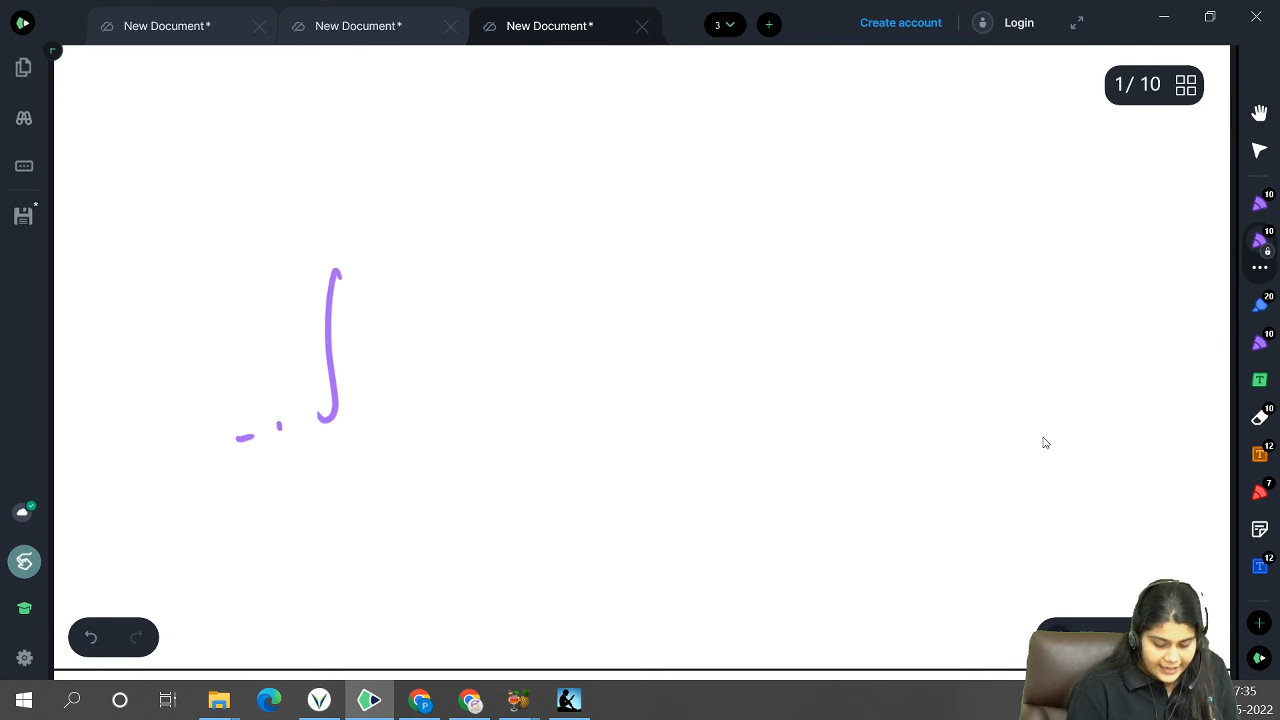 New Document* New Document* New Document* 3 Create account Login
1/ 10
10
10
20
10
T
10
T 12
7
T 12
∫
- .
V P
7:35
5-2022